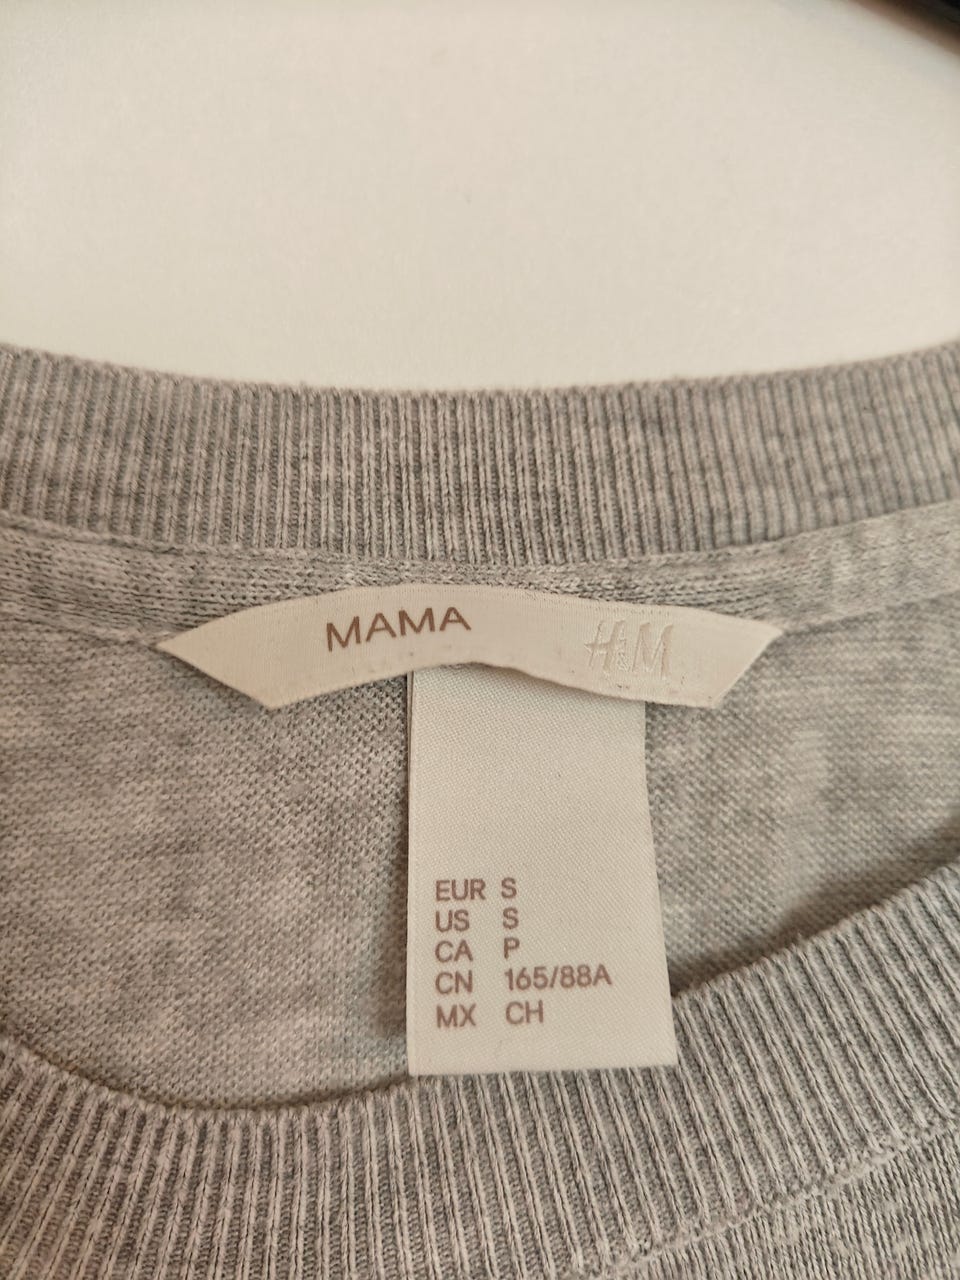 MAMA H&M
EUR S
US S
CA P
CN 165/88A
MX CH